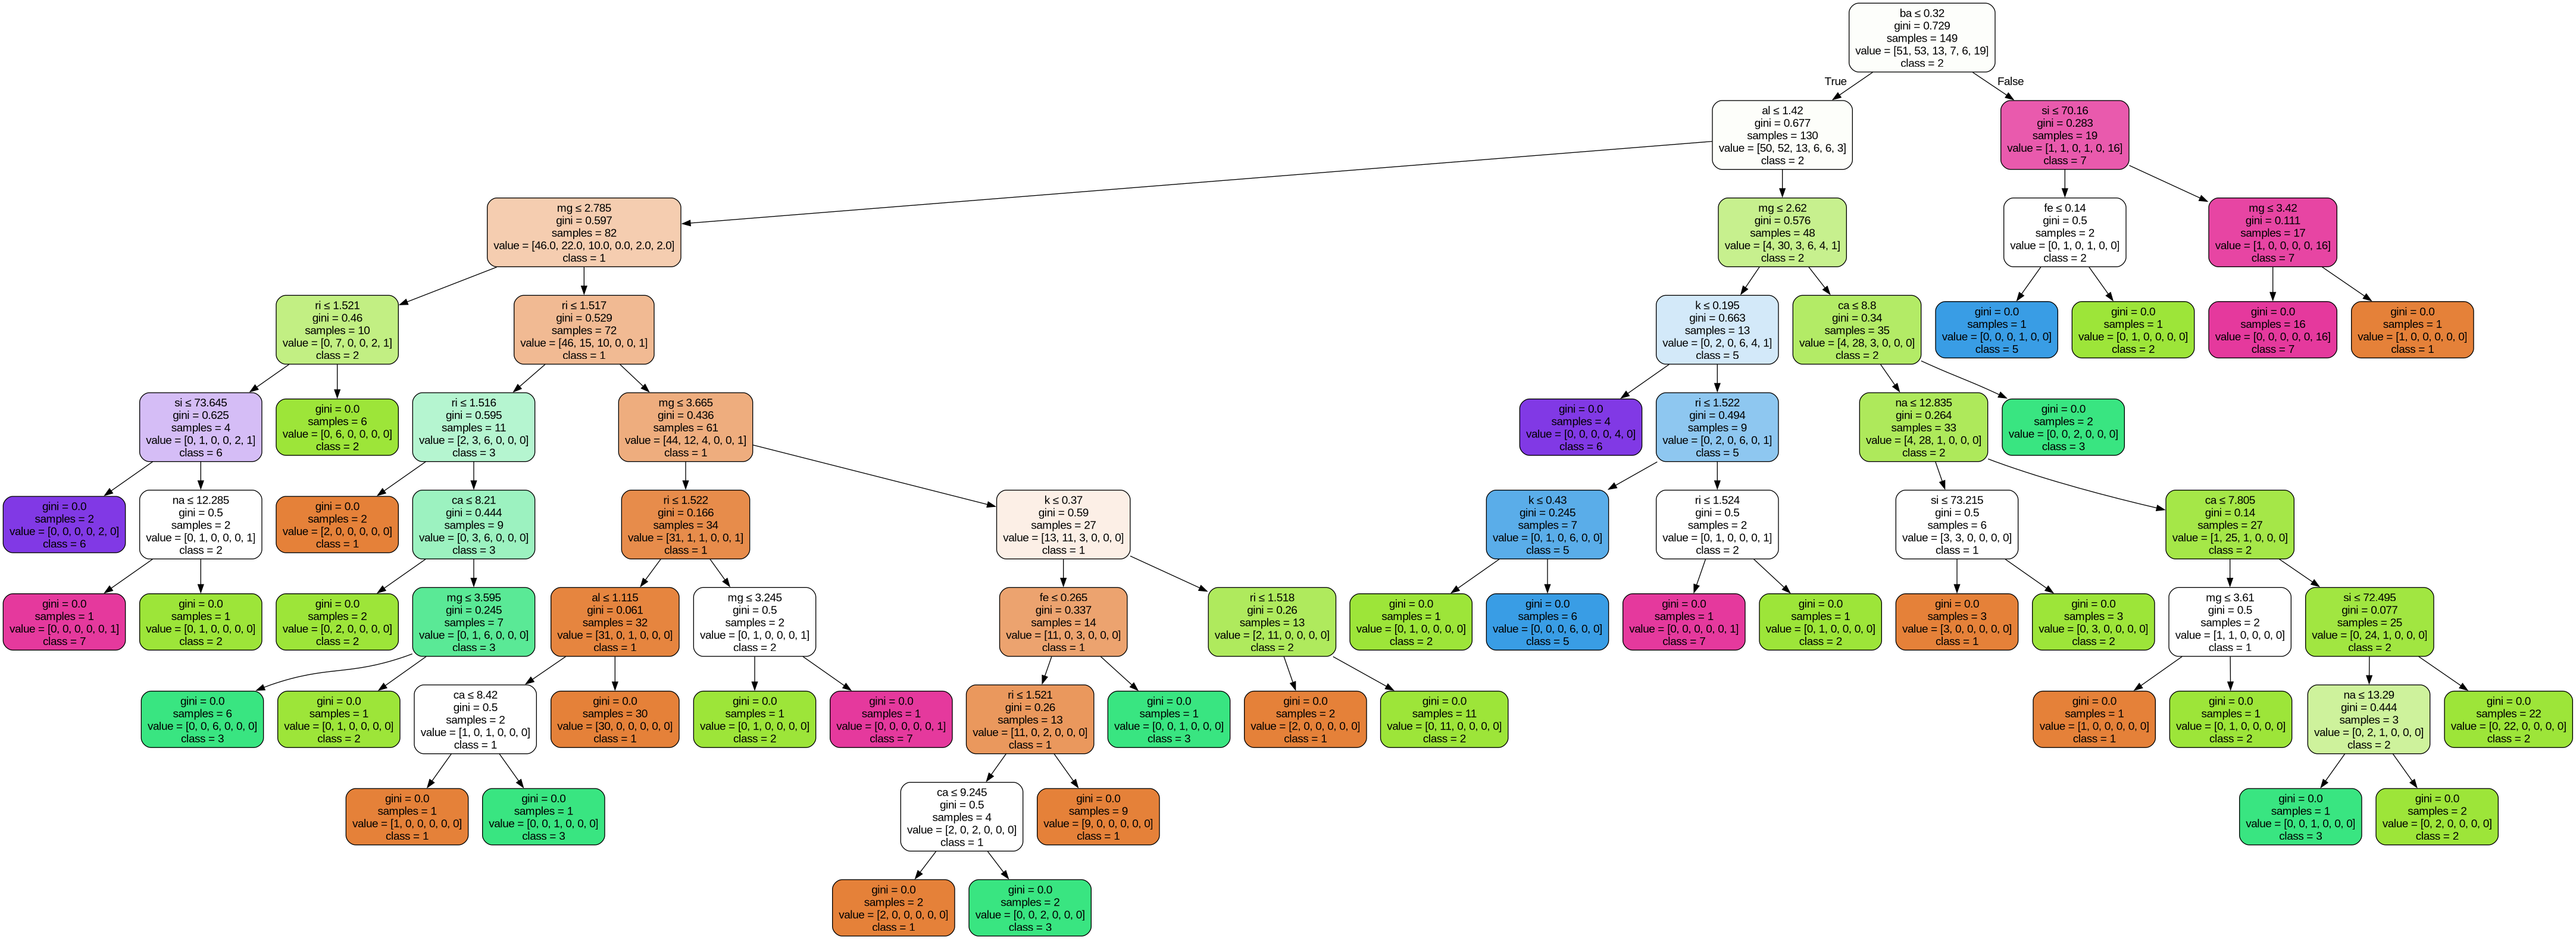 ba ≤ 0.32
gini = 0.729
samples = 149
value = [51, 53, 13, 7, 6, 19]
class = 2
True
False
al ≤ 1.42
gini = 0.677
samples = 130
value = [50, 52, 13, 6, 6, 3]
class = 2
si ≤ 70.16
gini = 0.283
samples = 19
value = [1, 1, 0, 1, 0, 16]
class = 7
mg ≤ 2.785
gini = 0.597
samples = 82
value = [46.0, 22.0, 10.0, 0.0, 2.0, 2.0]
class = 1
mg ≤ 2.62
gini = 0.576
samples = 48
value = [4, 30, 3, 6, 4, 1]
class = 2
fe ≤ 0.14
gini = 0.5
samples = 2
value = [0, 1, 0, 1, 0, 0]
class = 2
mg ≤ 3.42
gini = 0.111
samples = 17
value = [1, 0, 0, 0, 0, 16]
class = 7
ri ≤ 1.521
gini = 0.46
samples = 10
value = [0, 7, 0, 0, 2, 1]
class = 2
ri ≤ 1.517
gini = 0.529
samples = 72
value = [46, 15, 10, 0, 0, 1]
class = 1
k ≤ 0.195
gini = 0.663
samples = 13
value = [0, 2, 0, 6, 4, 1]
class = 5
ca ≤ 8.8
gini = 0.34
samples = 35
value = [4, 28, 3, 0, 0, 0]
class = 2
gini = 0.0
samples = 1
value = [0, 0, 0, 1, 0, 0]
class = 5
gini = 0.0
samples = 1
value = [0, 1, 0, 0, 0, 0]
class = 2
gini = 0.0
samples = 16
value = [0, 0, 0, 0, 0, 16]
class = 7
gini = 0.0
samples = 1
value = [1, 0, 0, 0, 0, 0]
class = 1
si ≤ 73.645
gini = 0.625
samples = 4
value = [0, 1, 0, 0, 2, 1]
class = 6
gini = 0.0
samples = 6
value = [0, 6, 0, 0, 0, 0]
class = 2
ri ≤ 1.516
gini = 0.595
samples = 11
value = [2, 3, 6, 0, 0, 0]
class = 3
mg ≤ 3.665
gini = 0.436
samples = 61
value = [44, 12, 4, 0, 0, 1]
class = 1
gini = 0.0
samples = 4
value = [0, 0, 0, 0, 4, 0]
class = 6
ri ≤ 1.522
gini = 0.494
samples = 9
value = [0, 2, 0, 6, 0, 1]
class = 5
na ≤ 12.835
gini = 0.264
samples = 33
value = [4, 28, 1, 0, 0, 0]
class = 2
gini = 0.0
samples = 2
value = [0, 0, 2, 0, 0, 0]
class = 3
gini = 0.0
samples = 2
value = [0, 0, 0, 0, 2, 0]
class = 6
na ≤ 12.285
gini = 0.5
samples = 2
value = [0, 1, 0, 0, 0, 1]
class = 2
gini = 0.0
samples = 2
value = [2, 0, 0, 0, 0, 0]
class = 1
ca ≤ 8.21
gini = 0.444
samples = 9
value = [0, 3, 6, 0, 0, 0]
class = 3
ri ≤ 1.522
gini = 0.166
samples = 34
value = [31, 1, 1, 0, 0, 1]
class = 1
k ≤ 0.37
gini = 0.59
samples = 27
value = [13, 11, 3, 0, 0, 0]
class = 1
k ≤ 0.43
gini = 0.245
samples = 7
value = [0, 1, 0, 6, 0, 0]
class = 5
ri ≤ 1.524
gini = 0.5
samples = 2
value = [0, 1, 0, 0, 0, 1]
class = 2
si ≤ 73.215
gini = 0.5
samples = 6
value = [3, 3, 0, 0, 0, 0]
class = 1
ca ≤ 7.805
gini = 0.14
samples = 27
value = [1, 25, 1, 0, 0, 0]
class = 2
gini = 0.0
samples = 1
value = [0, 0, 0, 0, 0, 1]
class = 7
gini = 0.0
samples = 1
value = [0, 1, 0, 0, 0, 0]
class = 2
gini = 0.0
samples = 2
value = [0, 2, 0, 0, 0, 0]
class = 2
mg ≤ 3.595
gini = 0.245
samples = 7
value = [0, 1, 6, 0, 0, 0]
class = 3
al ≤ 1.115
gini = 0.061
samples = 32
value = [31, 0, 1, 0, 0, 0]
class = 1
mg ≤ 3.245
gini = 0.5
samples = 2
value = [0, 1, 0, 0, 0, 1]
class = 2
fe ≤ 0.265
gini = 0.337
samples = 14
value = [11, 0, 3, 0, 0, 0]
class = 1
ri ≤ 1.518
gini = 0.26
samples = 13
value = [2, 11, 0, 0, 0, 0]
class = 2
gini = 0.0
samples = 1
value = [0, 1, 0, 0, 0, 0]
class = 2
gini = 0.0
samples = 6
value = [0, 0, 0, 6, 0, 0]
class = 5
gini = 0.0
samples = 1
value = [0, 0, 0, 0, 0, 1]
class = 7
gini = 0.0
samples = 1
value = [0, 1, 0, 0, 0, 0]
class = 2
gini = 0.0
samples = 3
value = [3, 0, 0, 0, 0, 0]
class = 1
gini = 0.0
samples = 3
value = [0, 3, 0, 0, 0, 0]
class = 2
mg ≤ 3.61
gini = 0.5
samples = 2
value = [1, 1, 0, 0, 0, 0]
class = 1
si ≤ 72.495
gini = 0.077
samples = 25
value = [0, 24, 1, 0, 0, 0]
class = 2
gini = 0.0
samples = 6
value = [0, 0, 6, 0, 0, 0]
class = 3
gini = 0.0
samples = 1
value = [0, 1, 0, 0, 0, 0]
class = 2
ca ≤ 8.42
gini = 0.5
samples = 2
value = [1, 0, 1, 0, 0, 0]
class = 1
gini = 0.0
samples = 30
value = [30, 0, 0, 0, 0, 0]
class = 1
gini = 0.0
samples = 1
value = [0, 1, 0, 0, 0, 0]
class = 2
gini = 0.0
samples = 1
value = [0, 0, 0, 0, 0, 1]
class = 7
ri ≤ 1.521
gini = 0.26
samples = 13
value = [11, 0, 2, 0, 0, 0]
class = 1
gini = 0.0
samples = 1
value = [0, 0, 1, 0, 0, 0]
class = 3
gini = 0.0
samples = 2
value = [2, 0, 0, 0, 0, 0]
class = 1
gini = 0.0
samples = 11
value = [0, 11, 0, 0, 0, 0]
class = 2
gini = 0.0
samples = 1
value = [1, 0, 0, 0, 0, 0]
class = 1
gini = 0.0
samples = 1
value = [0, 1, 0, 0, 0, 0]
class = 2
na ≤ 13.29
gini = 0.444
samples = 3
value = [0, 2, 1, 0, 0, 0]
class = 2
gini = 0.0
samples = 22
value = [0, 22, 0, 0, 0, 0]
class = 2
gini = 0.0
samples = 1
value = [1, 0, 0, 0, 0, 0]
class = 1
gini = 0.0
samples = 1
value = [0, 0, 1, 0, 0, 0]
class = 3
ca ≤ 9.245
gini = 0.5
samples = 4
value = [2, 0, 2, 0, 0, 0]
class = 1
gini = 0.0
samples = 9
value = [9, 0, 0, 0, 0, 0]
class = 1
gini = 0.0
samples = 1
value = [0, 0, 1, 0, 0, 0]
class = 3
gini = 0.0
samples = 2
value = [0, 2, 0, 0, 0, 0]
class = 2
gini = 0.0
samples = 2
value = [2, 0, 0, 0, 0, 0]
class = 1
gini = 0.0
samples = 2
value = [0, 0, 2, 0, 0, 0]
class = 3